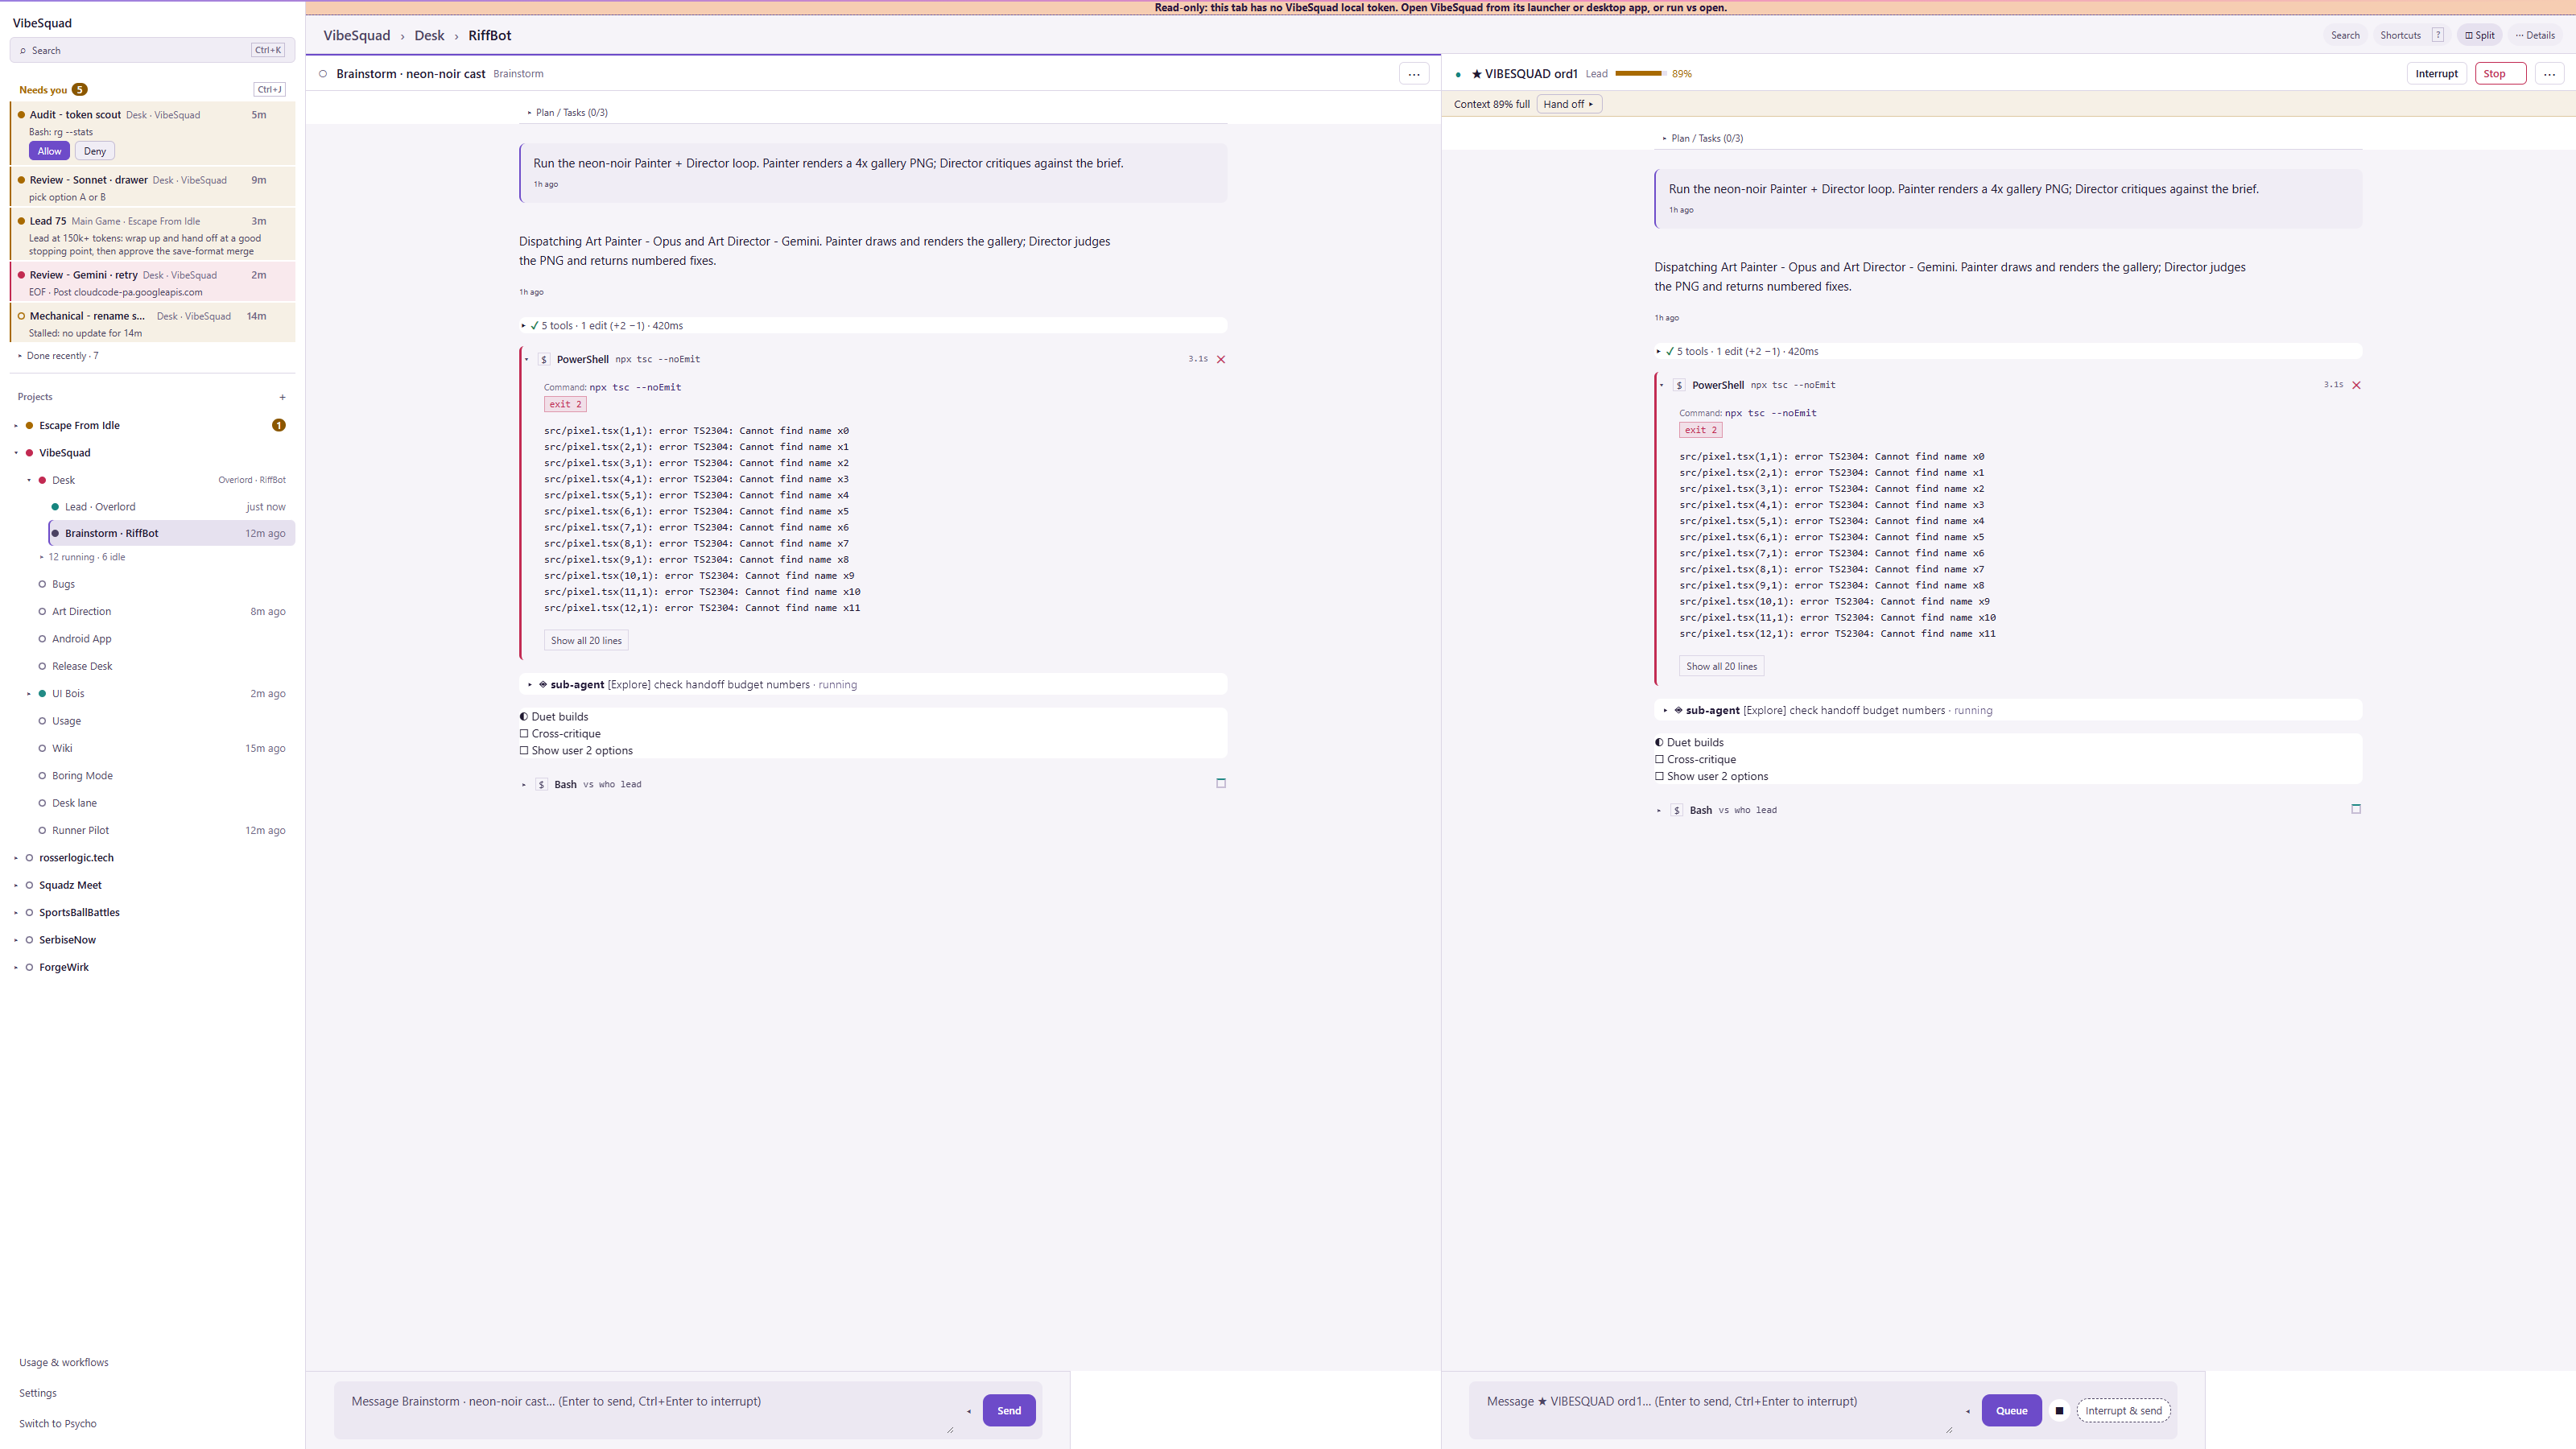 Read-only: this tab has no VibeSquad local token. Open VibeSquad from its launcher or desktop app, or run vs open.
VibeSquad
Search Ctrl+K
Needs you 5 Ctrl+J
Audit - token scout Desk · VibeSquad 5m
Bash: rg --stats
Allow Deny
Review - Sonnet · drawer Desk · VibeSquad 9m
pick option A or B
Lead 75 Main Game · Escape From Idle 3m
Lead at 150k+ tokens: wrap up and hand off at a good
stopping point, then approve the save-format merge
Review - Gemini · retry Desk · VibeSquad 2m
EOF · Post cloudcode-pa.googleapis.com
Mechanical - rename s... Desk · VibeSquad 14m
Stalled: no update for 14m
Done recently · 7
Projects +
Escape From Idle 1
VibeSquad
Desk Overlord · RiffBot
Lead · Overlord just now
Brainstorm · RiffBot 12m ago
12 running · 6 idle
Bugs
Art Direction 8m ago
Android App
Release Desk
UI Bois 2m ago
Usage
Wiki 15m ago
Boring Mode
Desk lane
Runner Pilot 12m ago
rosserlogic.tech
Squadz Meet
SportsBallBattles
SerbiseNow
ForgeWirk
Usage & workflows
Settings
Switch to Psycho
VibeSquad › Desk › RiffBot
Search Shortcuts ? Split ··· Details
Brainstorm · neon-noir cast Brainstorm ...
Plan / Tasks (0/3)
Run the neon-noir Painter + Director loop. Painter renders a 4x gallery PNG; Director critiques against the brief.
1h ago
Dispatching Art Painter - Opus and Art Director - Gemini. Painter draws and renders the gallery; Director judges
the PNG and returns numbered fixes.
1h ago
✓ 5 tools · 1 edit (+2 −1) · 420ms
$ PowerShell npx tsc --noEmit 3.1s ✕
Command: npx tsc --noEmit
exit 2
src/pixel.tsx(1,1): error TS2304: Cannot find name x0
src/pixel.tsx(2,1): error TS2304: Cannot find name x1
src/pixel.tsx(3,1): error TS2304: Cannot find name x2
src/pixel.tsx(4,1): error TS2304: Cannot find name x3
src/pixel.tsx(5,1): error TS2304: Cannot find name x4
src/pixel.tsx(6,1): error TS2304: Cannot find name x5
src/pixel.tsx(7,1): error TS2304: Cannot find name x6
src/pixel.tsx(8,1): error TS2304: Cannot find name x7
src/pixel.tsx(9,1): error TS2304: Cannot find name x8
src/pixel.tsx(10,1): error TS2304: Cannot find name x9
src/pixel.tsx(11,1): error TS2304: Cannot find name x10
src/pixel.tsx(12,1): error TS2304: Cannot find name x11
Show all 20 lines
sub-agent [Explore] check handoff budget numbers · running
◐ Duet builds
☐ Cross-critique
☐ Show user 2 options
$ Bash vs who lead
Message Brainstorm · neon-noir cast... (Enter to send, Ctrl+Enter to interrupt)
Send
★ VIBESQUAD ord1 Lead 89% Interrupt Stop ...
Context 89% full Hand off ▸
Plan / Tasks (0/3)
Run the neon-noir Painter + Director loop. Painter renders a 4x gallery PNG; Director critiques against the brief.
1h ago
Dispatching Art Painter - Opus and Art Director - Gemini. Painter draws and renders the gallery; Director judges
the PNG and returns numbered fixes.
1h ago
✓ 5 tools · 1 edit (+2 −1) · 420ms
$ PowerShell npx tsc --noEmit 3.1s ✕
Command: npx tsc --noEmit
exit 2
src/pixel.tsx(1,1): error TS2304: Cannot find name x0
src/pixel.tsx(2,1): error TS2304: Cannot find name x1
src/pixel.tsx(3,1): error TS2304: Cannot find name x2
src/pixel.tsx(4,1): error TS2304: Cannot find name x3
src/pixel.tsx(5,1): error TS2304: Cannot find name x4
src/pixel.tsx(6,1): error TS2304: Cannot find name x5
src/pixel.tsx(7,1): error TS2304: Cannot find name x6
src/pixel.tsx(8,1): error TS2304: Cannot find name x7
src/pixel.tsx(9,1): error TS2304: Cannot find name x8
src/pixel.tsx(10,1): error TS2304: Cannot find name x9
src/pixel.tsx(11,1): error TS2304: Cannot find name x10
src/pixel.tsx(12,1): error TS2304: Cannot find name x11
Show all 20 lines
sub-agent [Explore] check handoff budget numbers · running
◐ Duet builds
☐ Cross-critique
☐ Show user 2 options
$ Bash vs who lead
Message ★ VIBESQUAD ord1... (Enter to send, Ctrl+Enter to interrupt)
Queue Interrupt & send